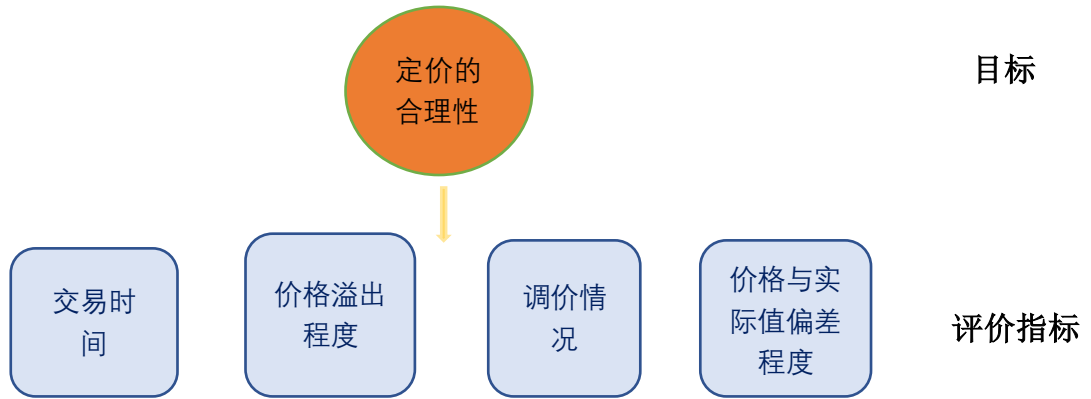 定价的
合理性
目标
交易时
间
价格溢出
程度
调价情
况
价格与实
际值偏差
程度
评价指标